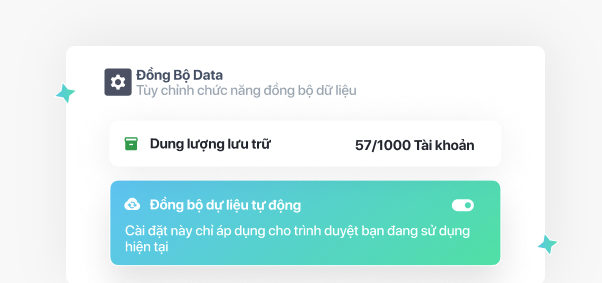 Đồng Bộ Data
Tùy chỉnh chức năng đồng bộ dữ liệu
Dung lượng lưu trữ
57/1000 Tài khoản
Đồng bộ dự liệu tự động
Cài đặt này chỉ áp dụng cho trình duyệt bạn đang sử dụng
hiện tại